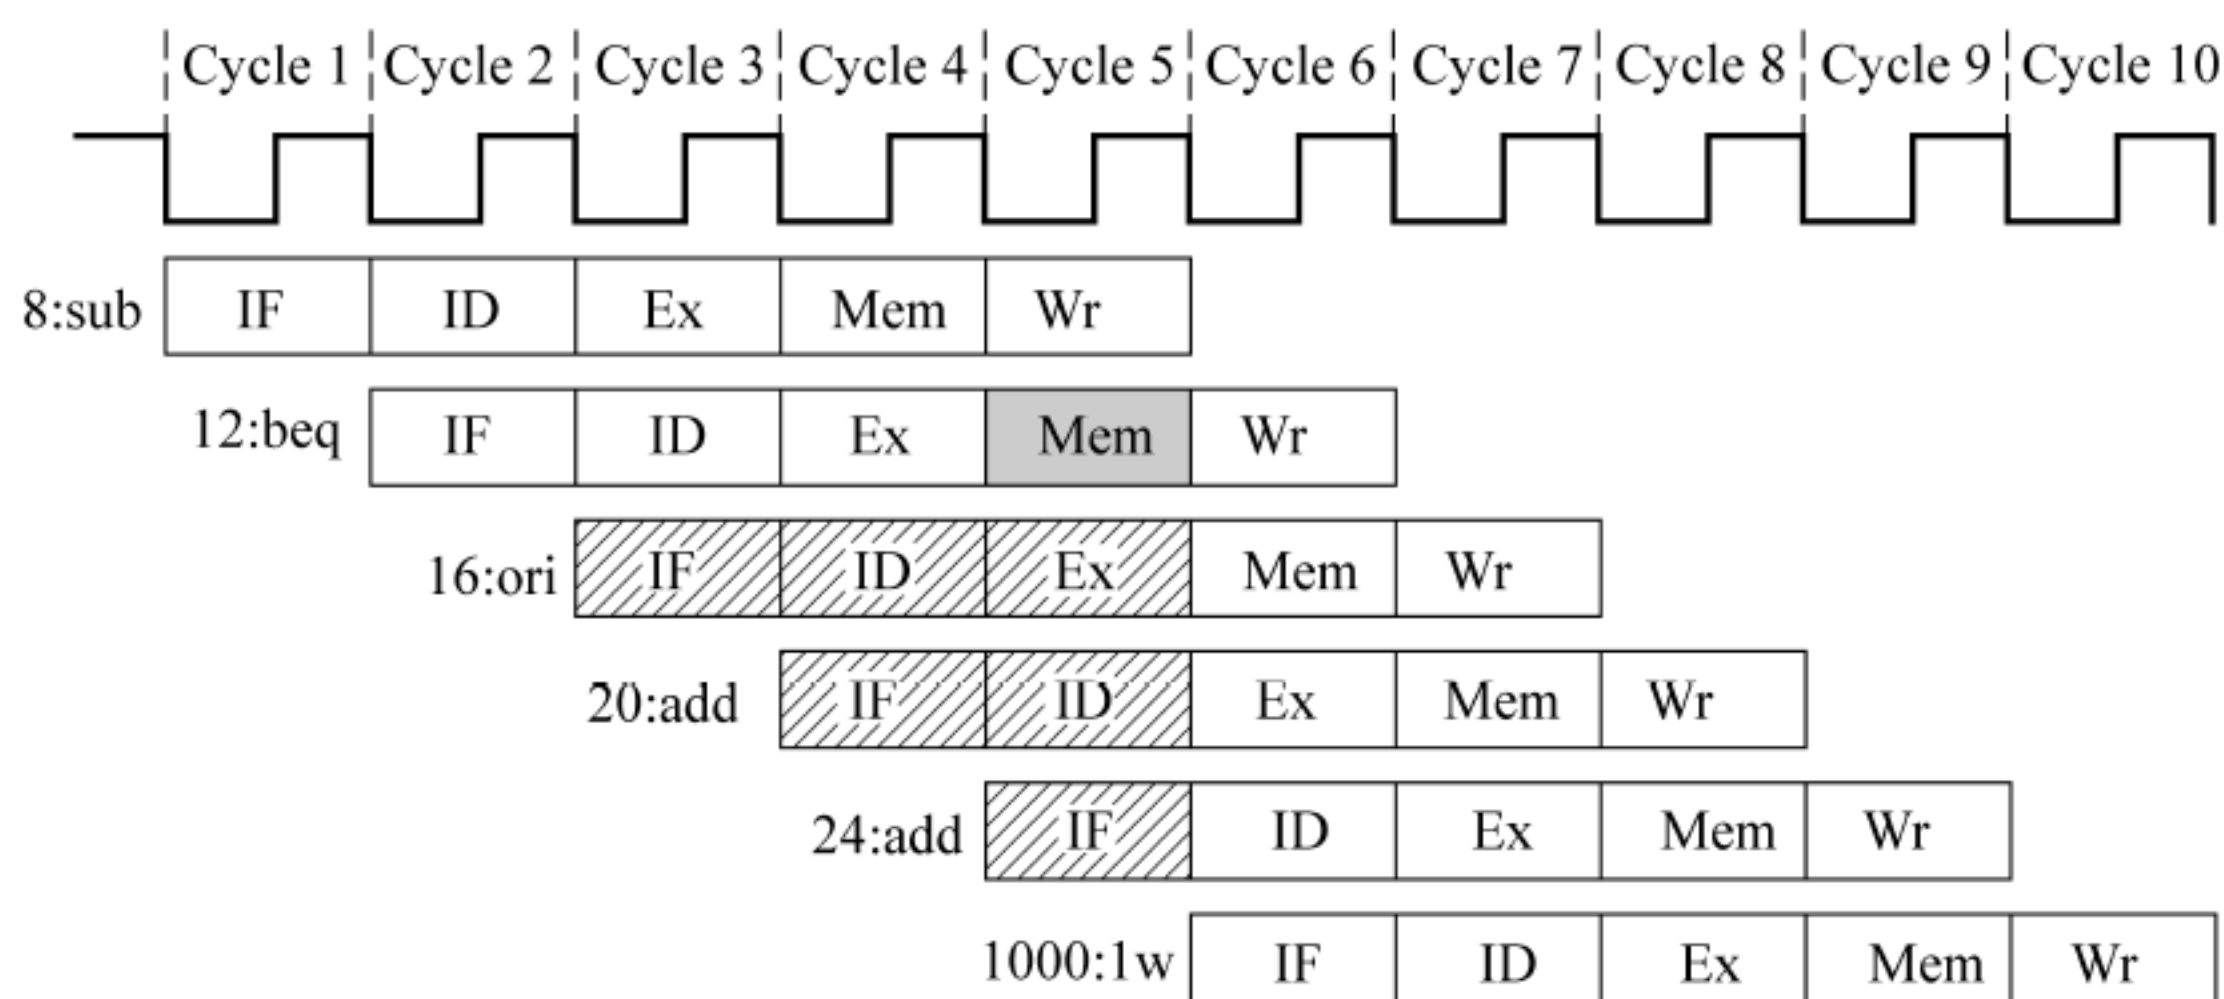 Cycle 1 Cycle 2 Cycle 3 Cycle 4 Cycle 5 Cycle 6 Cycle 7 Cycle 8 Cycle 9 Cycle 10
8:sub IF ID Ex Mem Wr
12:beq IF ID Ex Mem Wr
16:ori IF ID Ex Mem Wr
20:add IF ID Ex Mem Wr
24:add IF ID Ex Mem Wr
1000:1w IF ID Ex Mem Wr